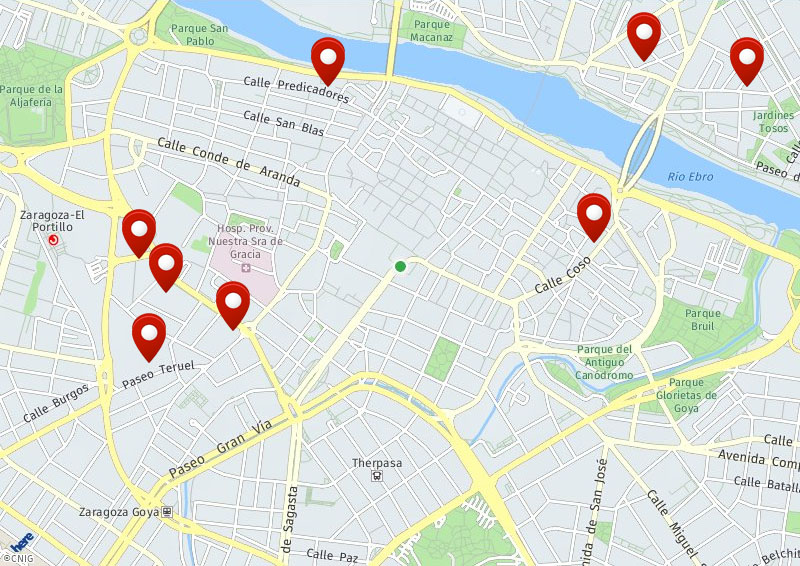 Parque San
Pablo
Parque
Macanaz
Parque de la
Aljafería
Calle Predicadores
Calle San Blas
Jardines
Tosos
Calle Conde de Aranda
Paseo d
Río Ebro
Zaragoza-El
Portillo
Hosp. Prov.
Nuestra Sra de
Gracia
Calle Coso
Parque
Bruil
Parque del
Antiguo
Canódromo
Paseo Teruel
Calle Burgos
Parque
Glorietas de
Goya
Paseo Gran Vía
Calle
Avenida Com
Therpasa
Calle Batalla
Zaragoza Goya
de Sagasta
nida de San José
Calle Miguel S
Calle Paz
Belchit
here
©CNIG